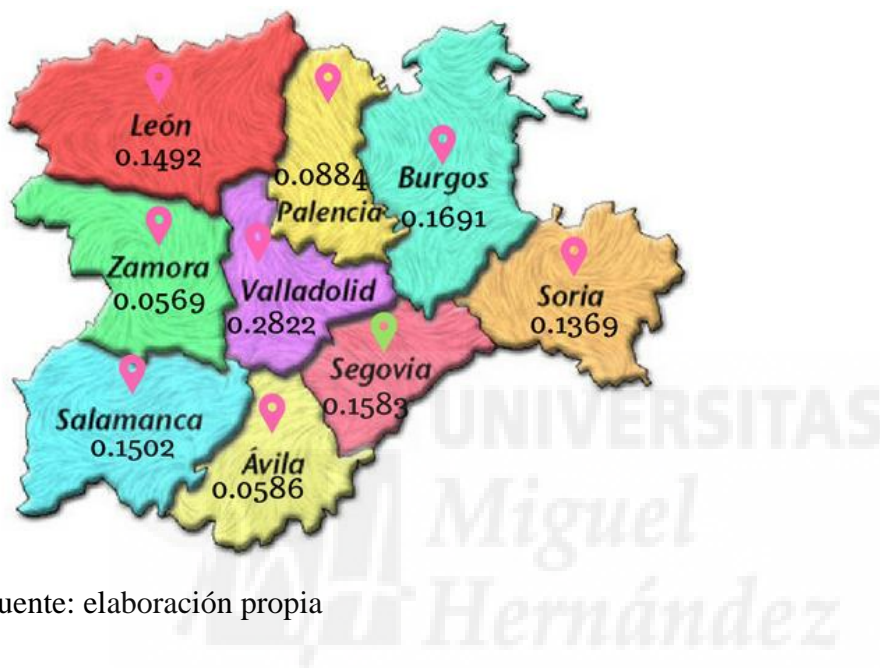 León
0.1492
0.0884
Palencia
Burgos
0.1691
Zamora
0.0569
Valladolid
0.2822
Soria
0.1369
Segovia
0.1583
Salamanca
0.1502
Ávila
0.0586
UNIVERSITAS
Miguel
Hernández
uente: elaboración propia